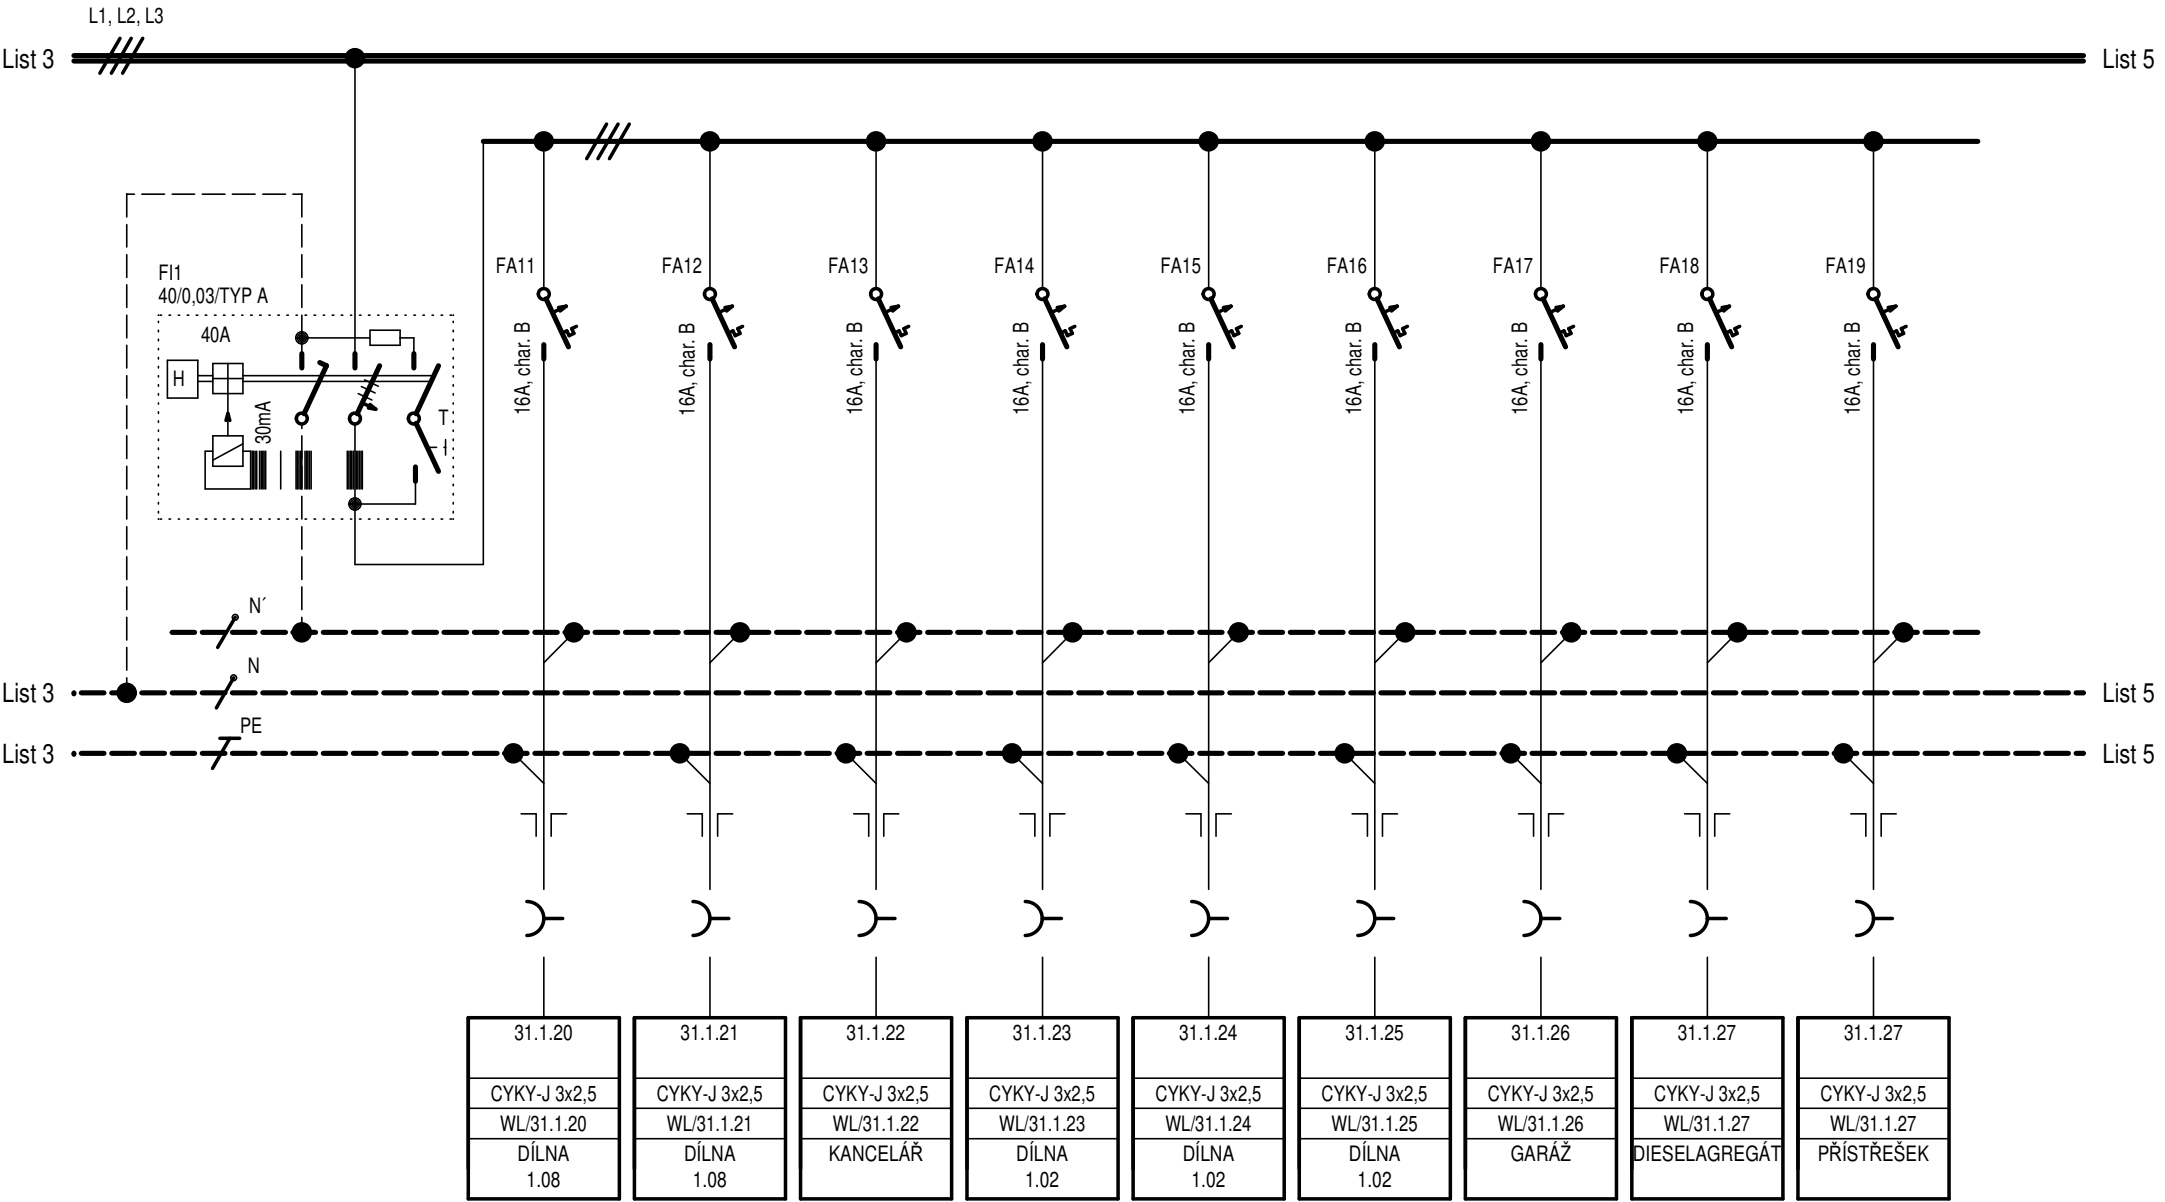 L1, L2, L3
List 3
List 5
FI1
40/0,03/TYP A
40A
H
30mA
T
FA11
FA12
FA13
FA14
FA15
FA16
FA17
FA18
FA19
16A, char. B
16A, char. B
16A, char. B
16A, char. B
16A, char. B
16A, char. B
16A, char. B
16A, char. B
16A, char. B
N´
N
List 3
List 5
PE
List 3
List 5
31.1.20
CYKY-J 3x2,5
WL/31.1.20
DÍLNA
1.08
31.1.21
CYKY-J 3x2,5
WL/31.1.21
DÍLNA
1.08
31.1.22
CYKY-J 3x2,5
WL/31.1.22
KANCELÁŘ
31.1.23
CYKY-J 3x2,5
WL/31.1.23
DÍLNA
1.02
31.1.24
CYKY-J 3x2,5
WL/31.1.24
DÍLNA
1.02
31.1.25
CYKY-J 3x2,5
WL/31.1.25
DÍLNA
1.02
31.1.26
CYKY-J 3x2,5
WL/31.1.26
GARÁŽ
31.1.27
CYKY-J 3x2,5
WL/31.1.27
DIESELAGREGÁT
31.1.27
CYKY-J 3x2,5
WL/31.1.27
PŘÍSTŘEŠEK